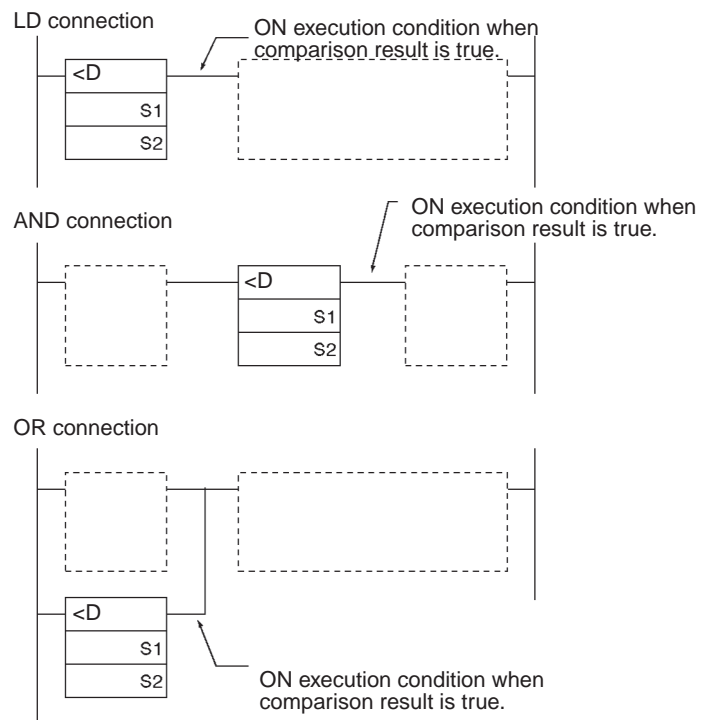 LD connection
ON execution condition when
comparison result is true.
<D
S1
S2
AND connection
ON execution condition when
comparison result is true.
<D
S1
S2
OR connection
<D
S1
S2
ON execution condition when
comparison result is true.